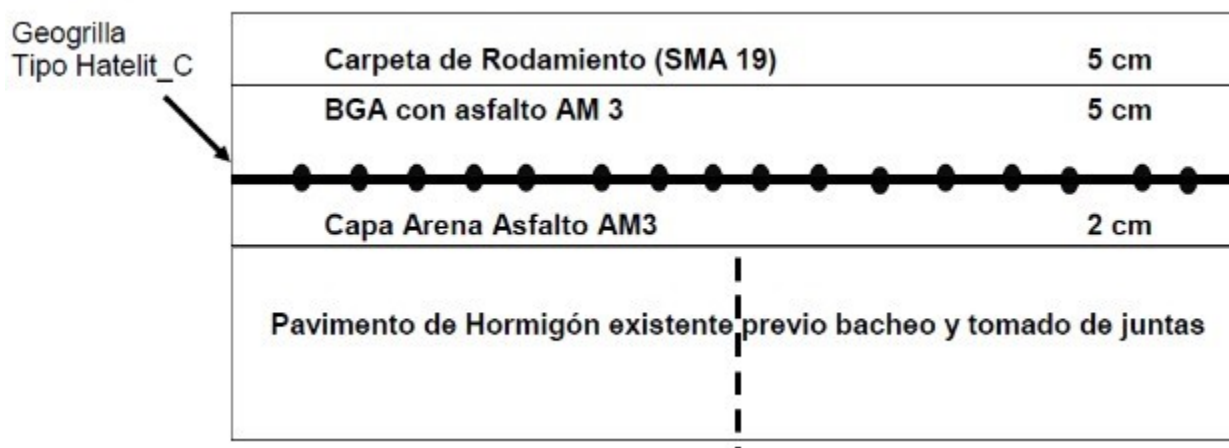 Geogrilla
Tipo Hatelit_C
Carpeta de Rodamiento (SMA 19) 5 cm
BGA con asfalto AM 3 5 cm
Capa Arena Asfalto AM3 2 cm
Pavimento de Hormigón existente previo bacheo y tomado de juntas